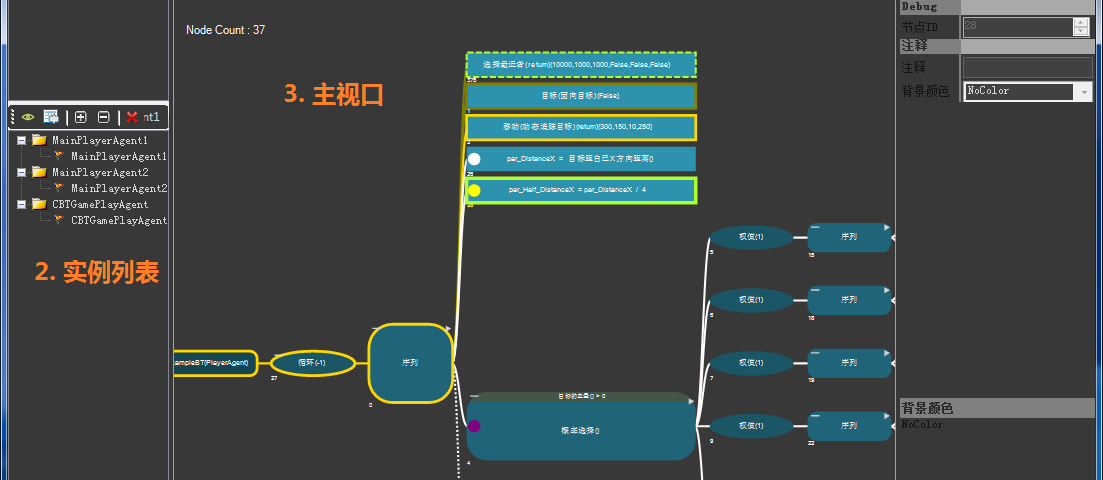 Node Count : 37
3. 主视口
nt1
MainPlayerAgent1
MainPlayerAgent1
MainPlayerAgent2
MainPlayerAgent2
CBTGamePlayAgent
CBTGamePlayAgent
2. 实例列表
选择最近者(return)(10000,1000,1000,False,False,False)
目标(面向目标)(False)
1
移动(动态追踪目标)(return)(300,150,10,250)
2
par_DistanceX = 目标距自己X方向距离()
25
par_Half_DistanceX = par_DistanceX / 4
28
ampleBT(PlayerAgent)
循环(-1)
27
序列
0
目标的血量() > 0
概率选择()
4
权值(1)
5
序列
15
权值(1)
6
序列
18
权值(1)
7
序列
19
权值(1)
9
序列
22
Debug
节点ID
28
注释
注释
背景颜色
NoColor
背景颜色
NoColor